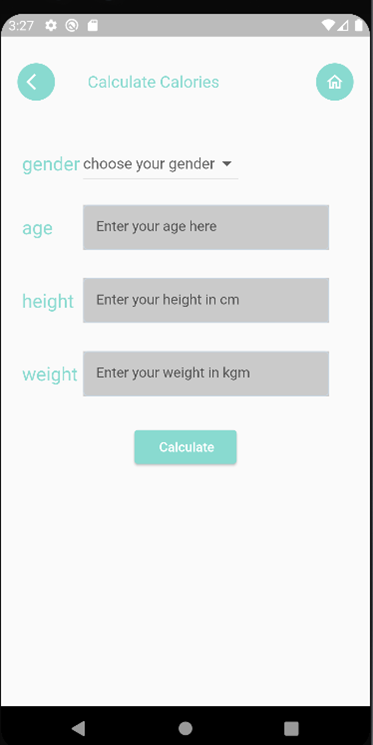 3:27
Calculate Calories
gender choose your gender
age Enter your age here
height Enter your height in cm
weight Enter your weight in kgm
Calculate